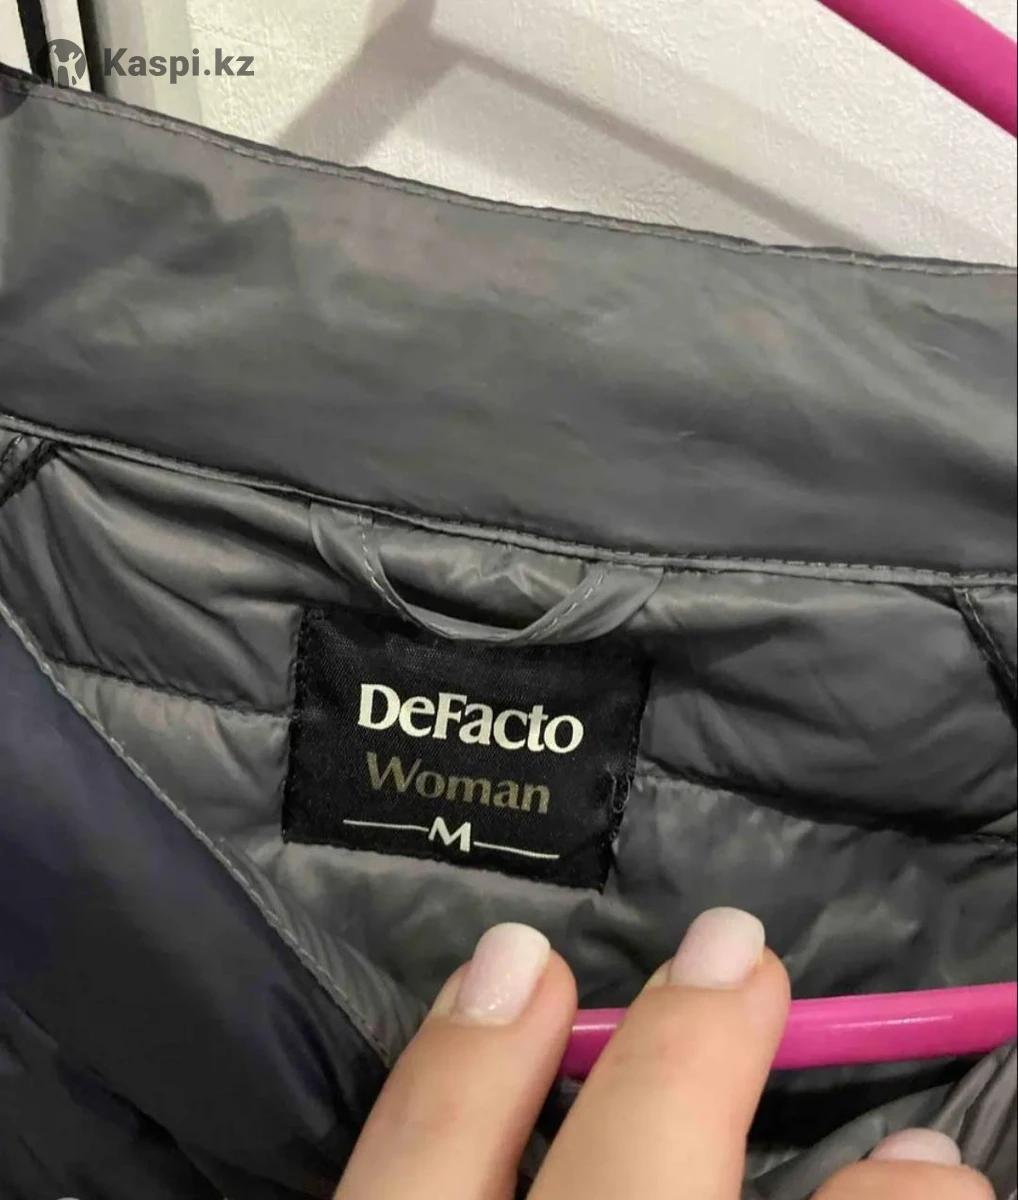 Kaspi.kz
DeFacto
Woman
M